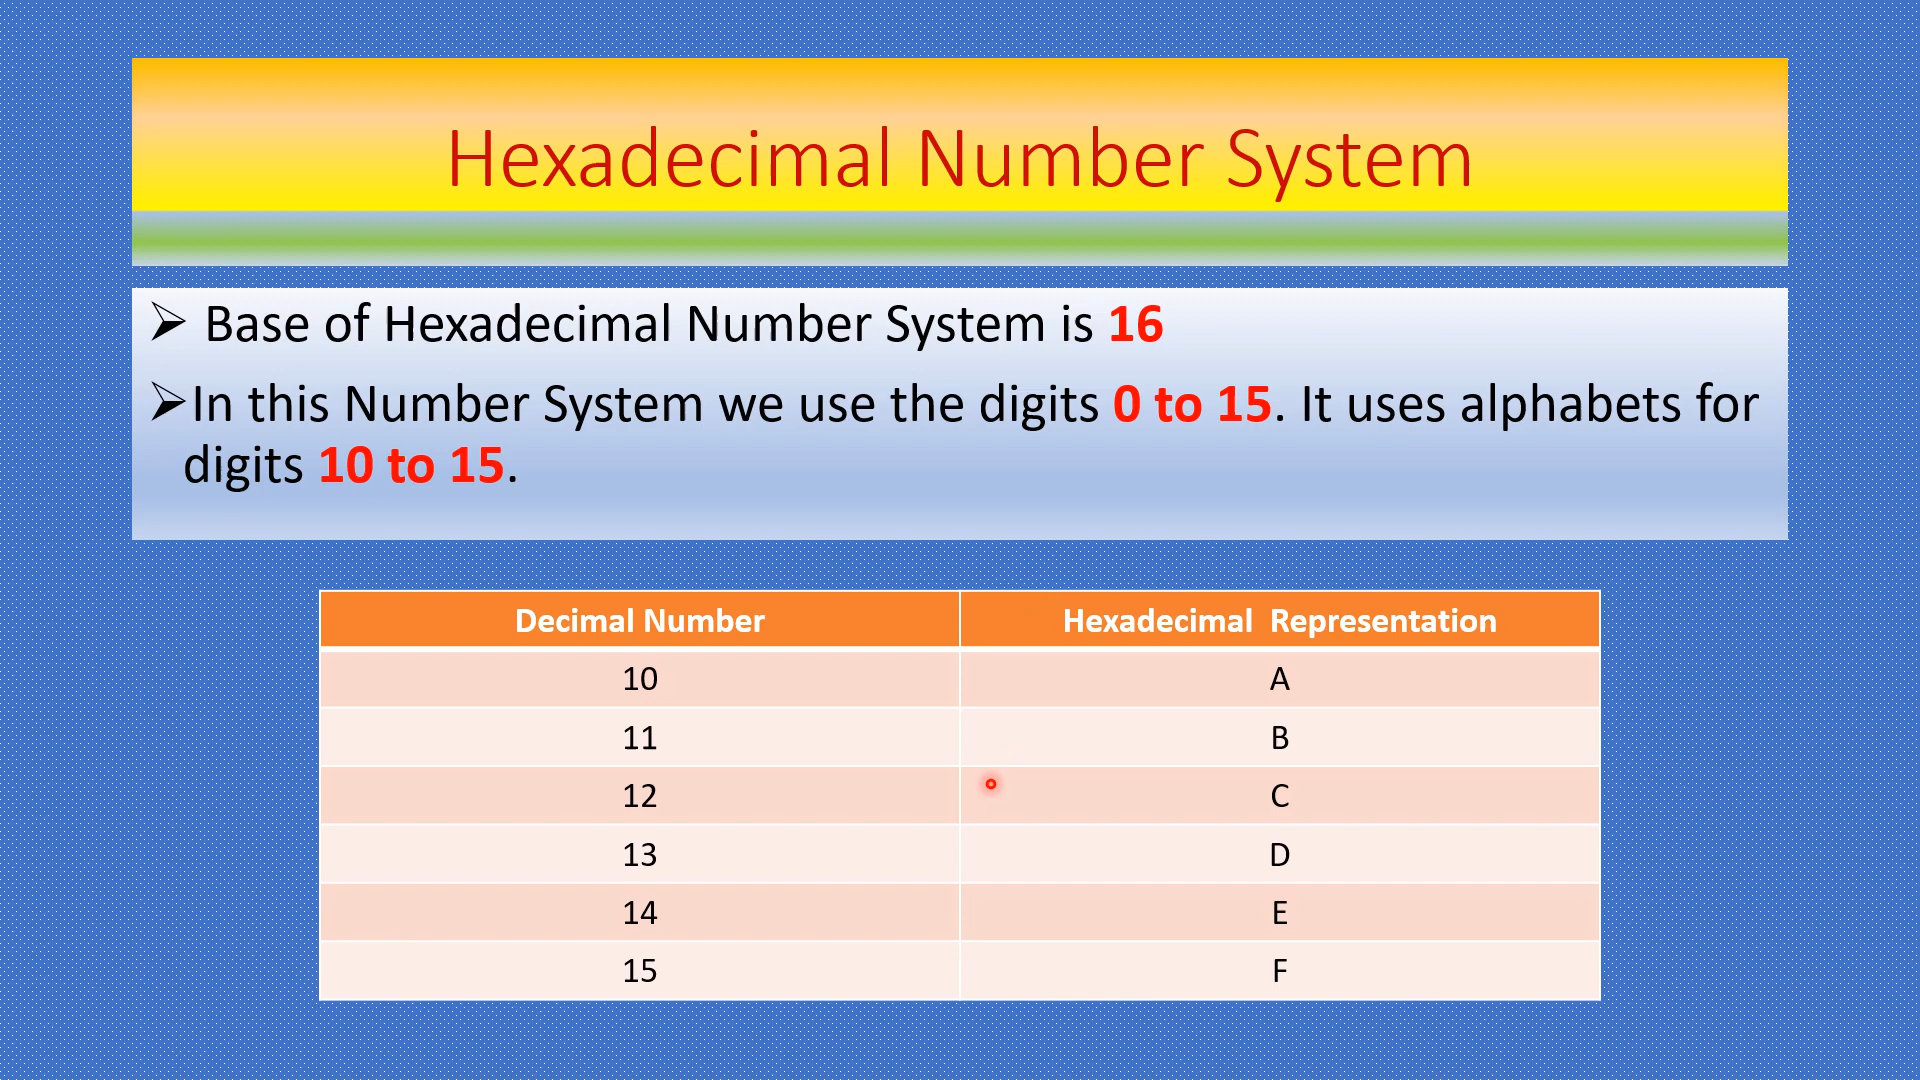 Hexadecimal Number System
➢ Base of Hexadecimal Number System is 16
➢In this Number System we use the digits 0 to 15. It uses alphabets for
digits 10 to 15.
Decimal Number Hexadecimal Representation
10 A
11 B
12 C
13 D
14 E
15 F